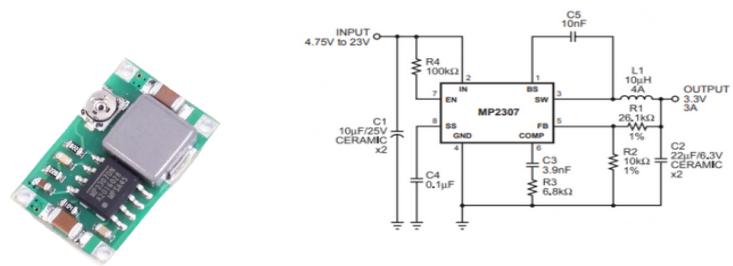 INPUT
4.75V to 23V
C5
10nF
R4
100kΩ
2
IN
1
BS
7
EN
MP2307
SW
3
L1
10µH
4A
OUTPUT
3.3V
3A
C1
10µF/25V
CERAMIC
x2
8
SS
FB
5
R1
26.1kΩ
1%
GND
4
COMP
6
C4
0.1µF
C3
3.9nF
R3
6.8kΩ
R2
10kΩ
1%
C2
22µF/6.3V
CERAMIC
x2